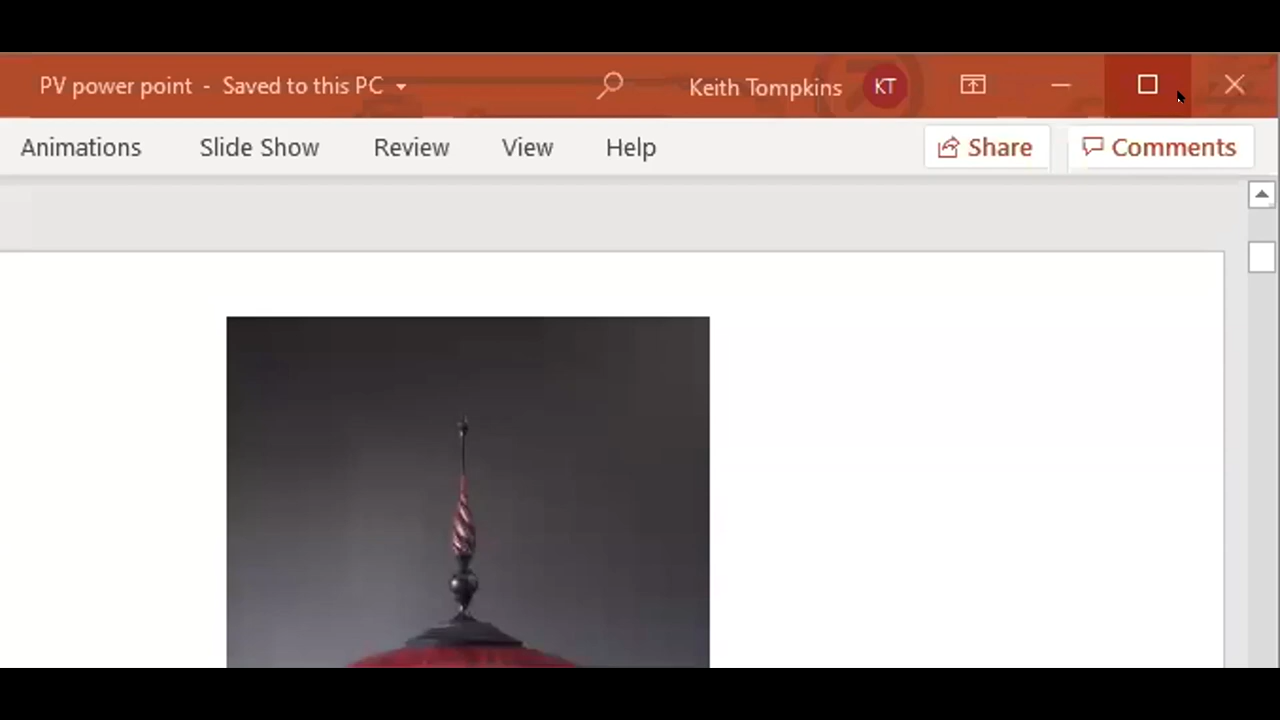 PV power point - Saved to this PC
Keith Tompkins KT
Animations Slide Show Review View Help Share Comments